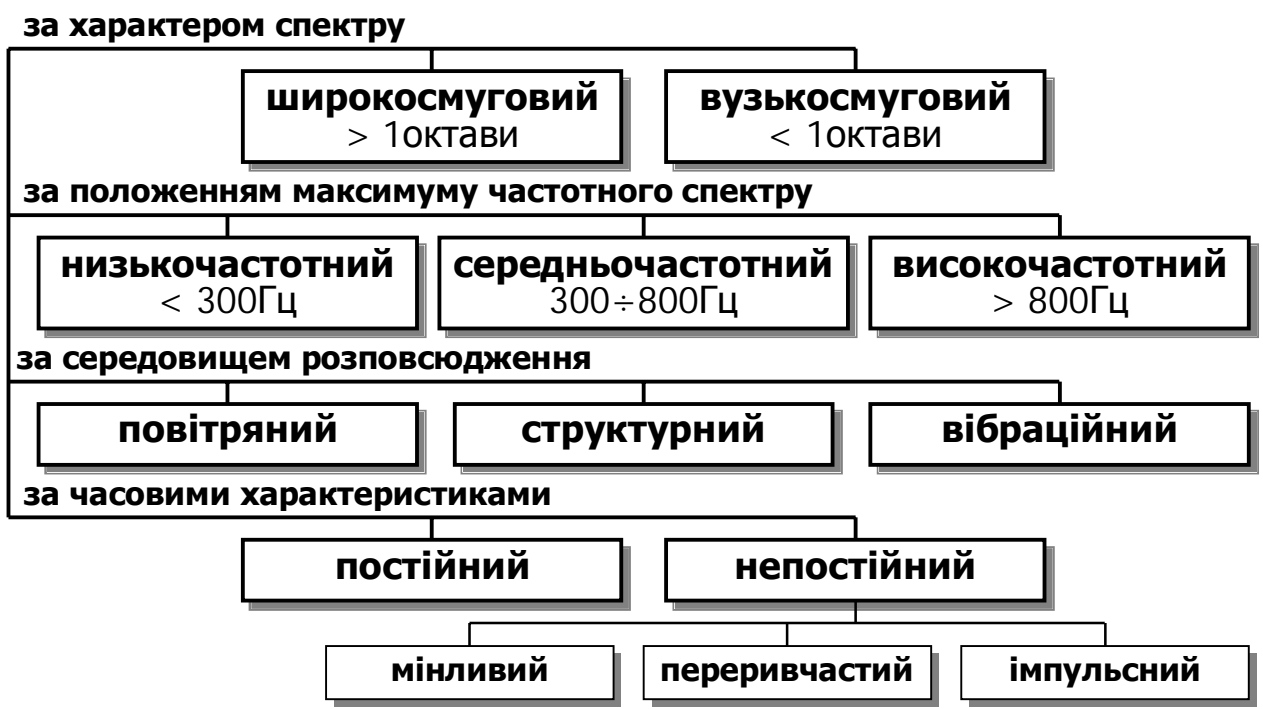 за характером спектру
широкосмуговий вузькосмуговий
> 1октави < 1октави
за положенням максимуму частотного спектру
низькочастотний середньочастотний високочастотний
< 300Гц 300÷800Гц > 800Гц
за середовищем розповсюдження
повітряний структурний вібраційний
за часовими характеристиками
постійний непостійний
мінливий переривчастий імпульсний